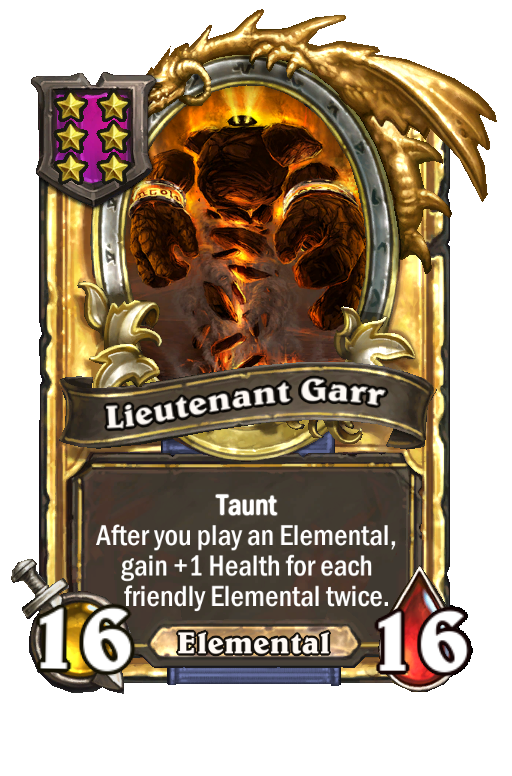 Lieutenant Garr
Taunt
After you play an Elemental,
gain +1 Health for each
friendly Elemental twice.
16
Elemental
16